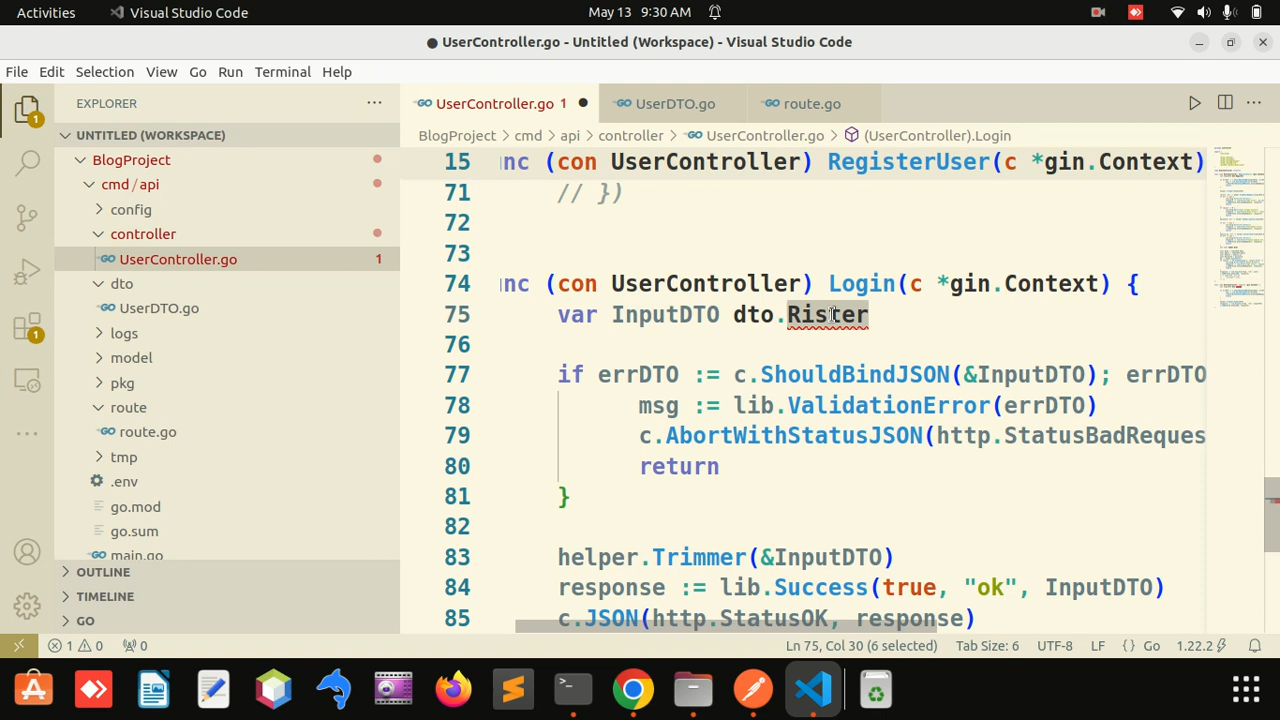 Activities Visual Studio Code May 13 9:30 AM
UserController.go - Untitled (Workspace) - Visual Studio Code
File Edit Selection View Go Run Terminal Help
EXPLORER
UserController.go 1 UserDTO.go route.go
UNTITLED (WORKSPACE)
BlogProject > cmd > api > controller > UserController.go > (UserController).Login
BlogProject
cmd / api
config
controller
UserController.go 1
dto
UserDTO.go
logs
model
pkg
route
route.go
tmp
.env
go.mod
go.sum
main.go
OUTLINE
TIMELINE
GO
1
1
15 nc (con UserController) RegisterUser(c *gin.Context)
71 // })
72
73
74 nc (con UserController) Login(c *gin.Context) {
75 var InputDTO dto.Rister
76
77 if errDTO := c.ShouldBindJSON(&InputDTO); errDTO
78 msg := lib.ValidationError(errDTO)
79 c.AbortWithStatusJSON(http.StatusBadReques
80 return
81 }
82
83 helper.Trimmer(&InputDTO)
84 response := lib.Success(true, "ok", InputDTO)
85 c.JSON(http.StatusOK, response)
1 0 0 Ln 75, Col 30 (6 selected) Tab Size: 6 UTF-8 LF {} Go 1.22.2